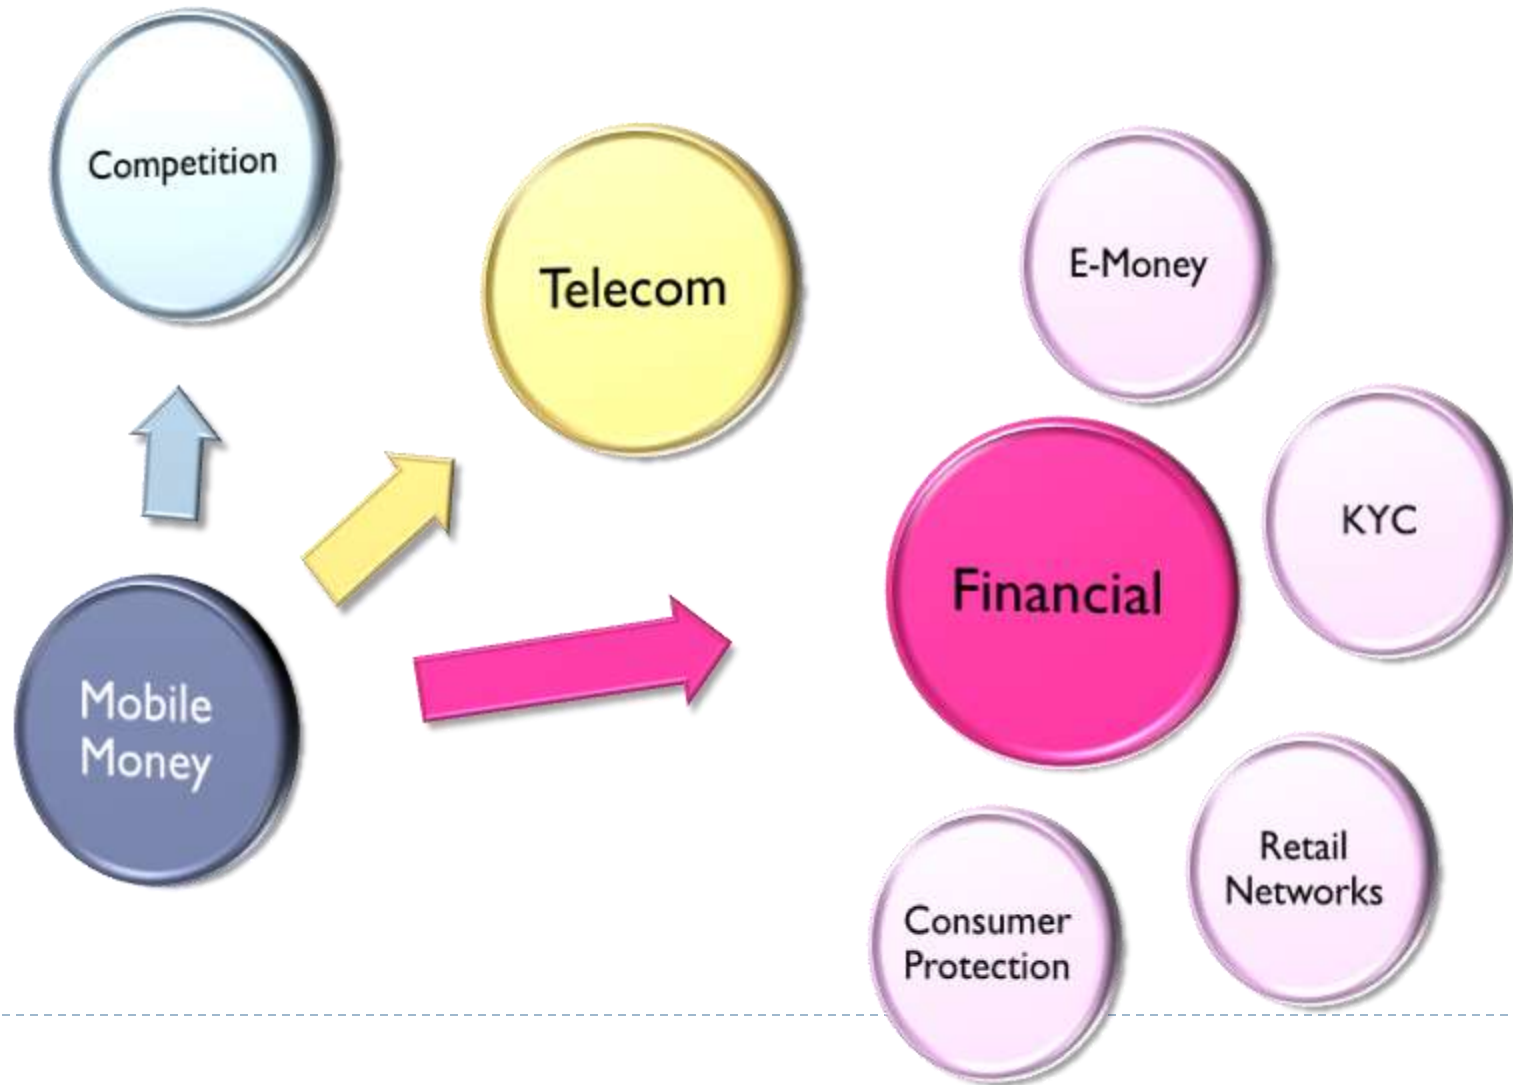 Competition
Telecom
E-Money
KYC
Financial
Mobile
Money
Retail
Networks
Consumer
Protection